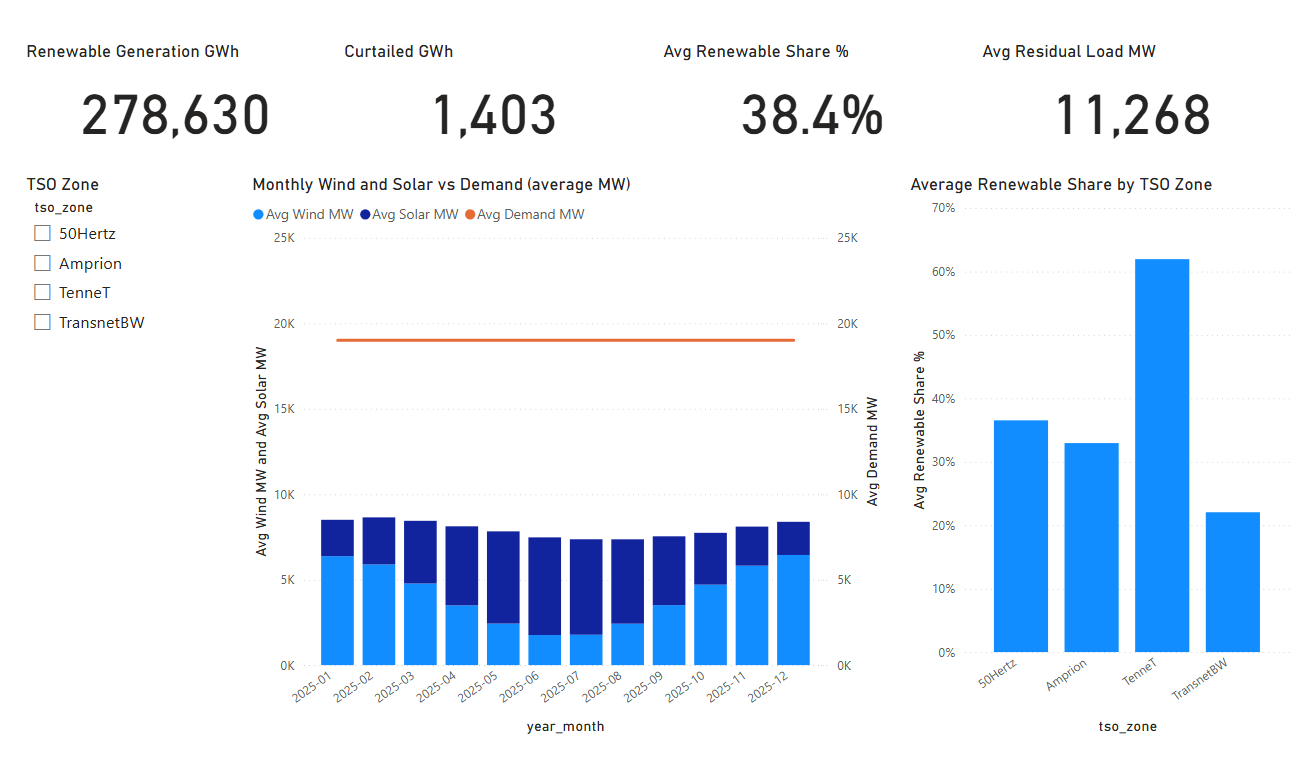 Renewable Generation GWh
278,630
Curtailed GWh
1,403
Avg Renewable Share %
38.4%
Avg Residual Load MW
11,268
TSO Zone
tso_zone
50Hertz
Amprion
TenneT
TransnetBW
Monthly Wind and Solar vs Demand (average MW)
Avg Wind MW Avg Solar MW Avg Demand MW
Avg Wind MW and Avg Solar MW
25K
20K
15K
10K
5K
0K
25K
20K
15K
10K
5K
0K
Avg Demand MW
2025-01 2025-02 2025-03 2025-04 2025-05 2025-06 2025-07 2025-08 2025-09 2025-10 2025-11 2025-12
year_month
Average Renewable Share by TSO Zone
Avg Renewable Share %
70%
60%
50%
40%
30%
20%
10%
0%
50Hertz Amprion TenneT TransnetBW
tso_zone